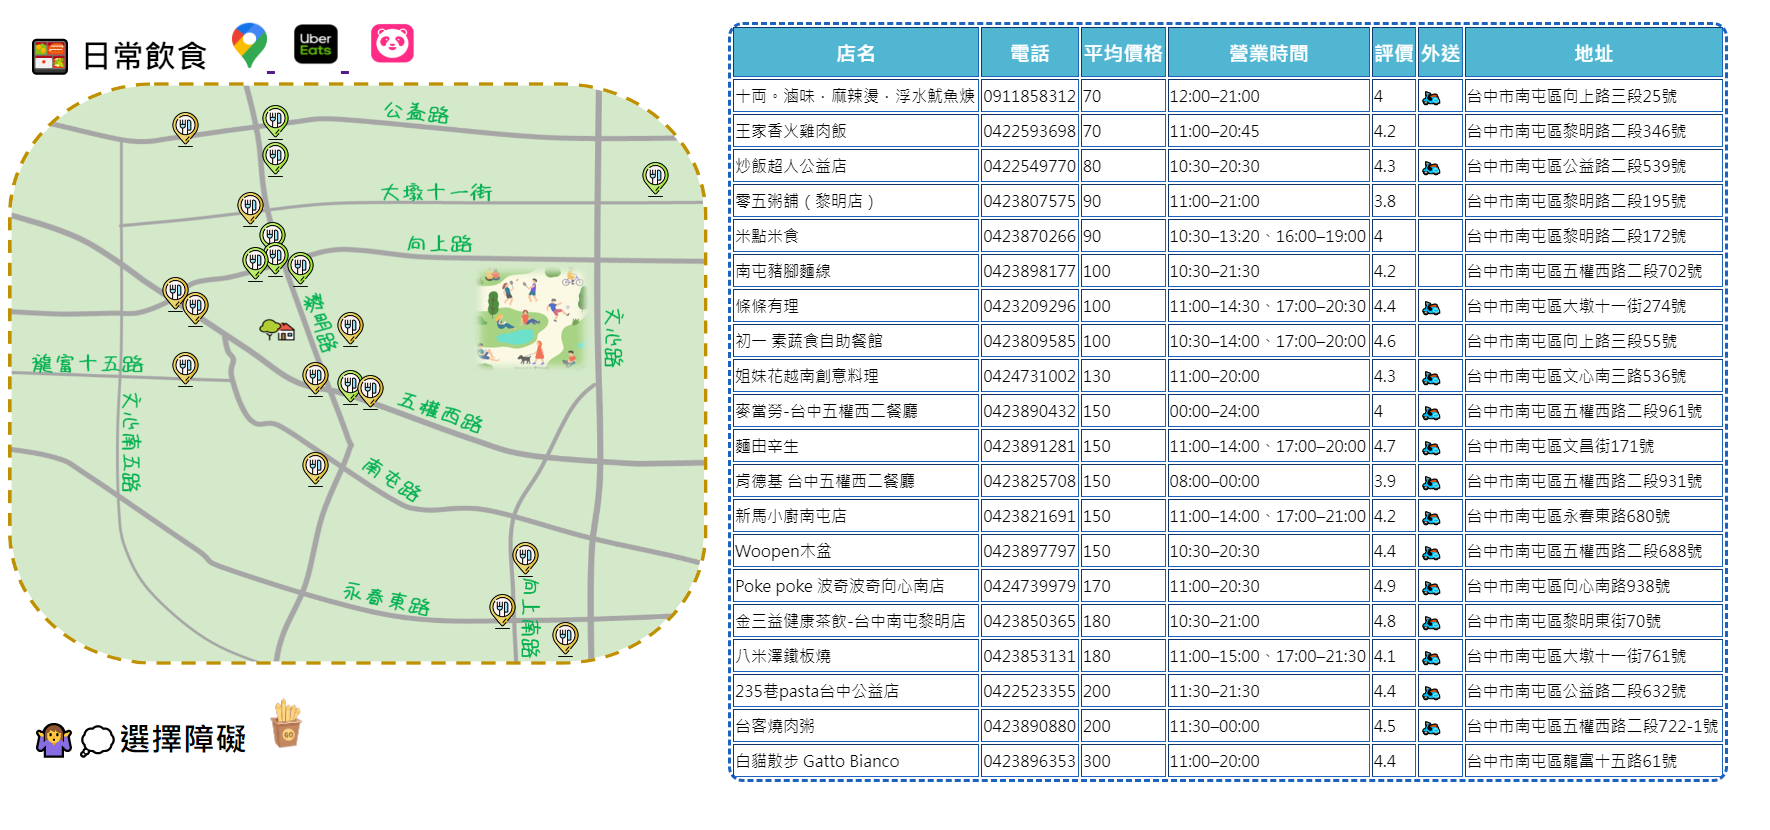 日常飲食
Uber
Eats
公益路
大墩十一街
向上路
黎明路
文心路
龍富十五路
文心南五路
五權西路
南屯路
永春東路
向上南路
選擇障礙
GO
店名 電話 平均價格 營業時間 評價 外送 地址
十両。滷味．麻辣燙．浮水魷魚焿 0911858312 70 12:00–21:00 4 台中市南屯區向上路三段25號
王家香火雞肉飯 0422593698 70 11:00–20:45 4.2 台中市南屯區黎明路二段346號
炒飯超人公益店 0422549770 80 10:30–20:30 4.3 台中市南屯區公益路二段539號
零五粥舖（黎明店） 0423807575 90 11:00–21:00 3.8 台中市南屯區黎明路二段195號
米點米食 0423870266 90 10:30–13:20、16:00–19:00 4 台中市南屯區黎明路二段172號
南屯豬腳麵線 0423898177 100 10:30–21:30 4.2 台中市南屯區五權西路二段702號
條條有理 0423209296 100 11:00–14:30、17:00–20:30 4.4 台中市南屯區大墩十一街274號
初一 素蔬食自助餐館 0423809585 100 10:30–14:00、17:00–20:00 4.6 台中市南屯區向上路三段55號
姐妹花越南創意料理 0424731002 130 11:00–20:00 4.3 台中市南屯區文心南三路536號
麥當勞-台中五權西二餐廳 0423890432 150 00:00–24:00 4 台中市南屯區五權西路二段961號
麵由辛生 0423891281 150 11:00–14:00、17:00–20:00 4.7 台中市南屯區文昌街171號
肯德基 台中五權西二餐廳 0423825708 150 08:00–00:00 3.9 台中市南屯區五權西路二段931號
新馬小廚南屯店 0423821691 150 11:00–14:00、17:00–21:00 4.2 台中市南屯區永春東路680號
Woopen木盆 0423897797 150 10:30–20:30 4.4 台中市南屯區五權西路二段688號
Poke poke 波奇波奇向心南店 0424739979 170 11:00–20:30 4.9 台中市南屯區向心南路938號
金三益健康茶飲-台中南屯黎明店 0423850365 180 10:30–21:00 4.8 台中市南屯區黎明東街70號
八米澤鐵板燒 0423853131 180 11:00–15:00、17:00–21:30 4.1 台中市南屯區大墩十一街761號
235巷pasta台中公益店 0422523355 200 11:30–21:30 4.4 台中市南屯區公益路二段632號
台客燒肉粥 0423890880 200 11:30–00:00 4.5 台中市南屯區五權西路二段722-1號
白貓散步 Gatto Bianco 0423896353 300 11:00–20:00 4.4 台中市南屯區龍富十五路61號